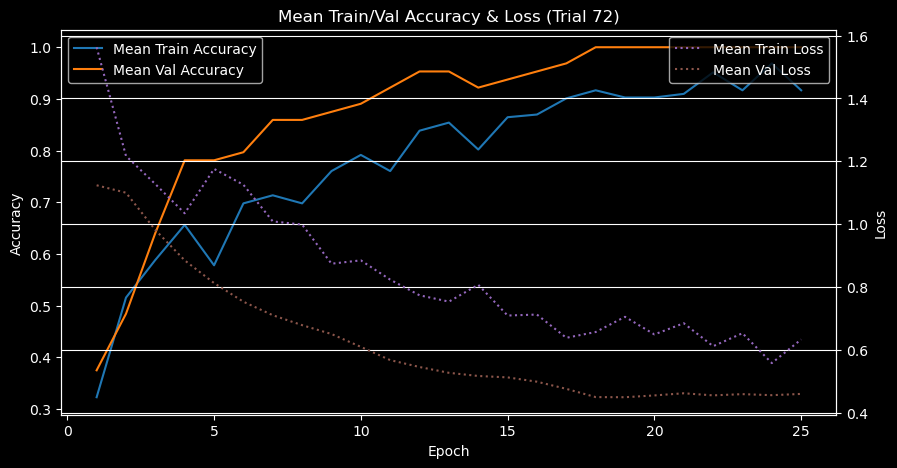 Mean Train/Val Accuracy & Loss (Trial 72)
Mean Train Accuracy
Mean Val Accuracy
Mean Train Loss
Mean Val Loss
Accuracy
1.0
0.9
0.8
0.7
0.6
0.5
0.4
0.3
Loss
1.6
1.4
1.2
1.0
0.8
0.6
0.4
0 5 10 15 20 25
Epoch